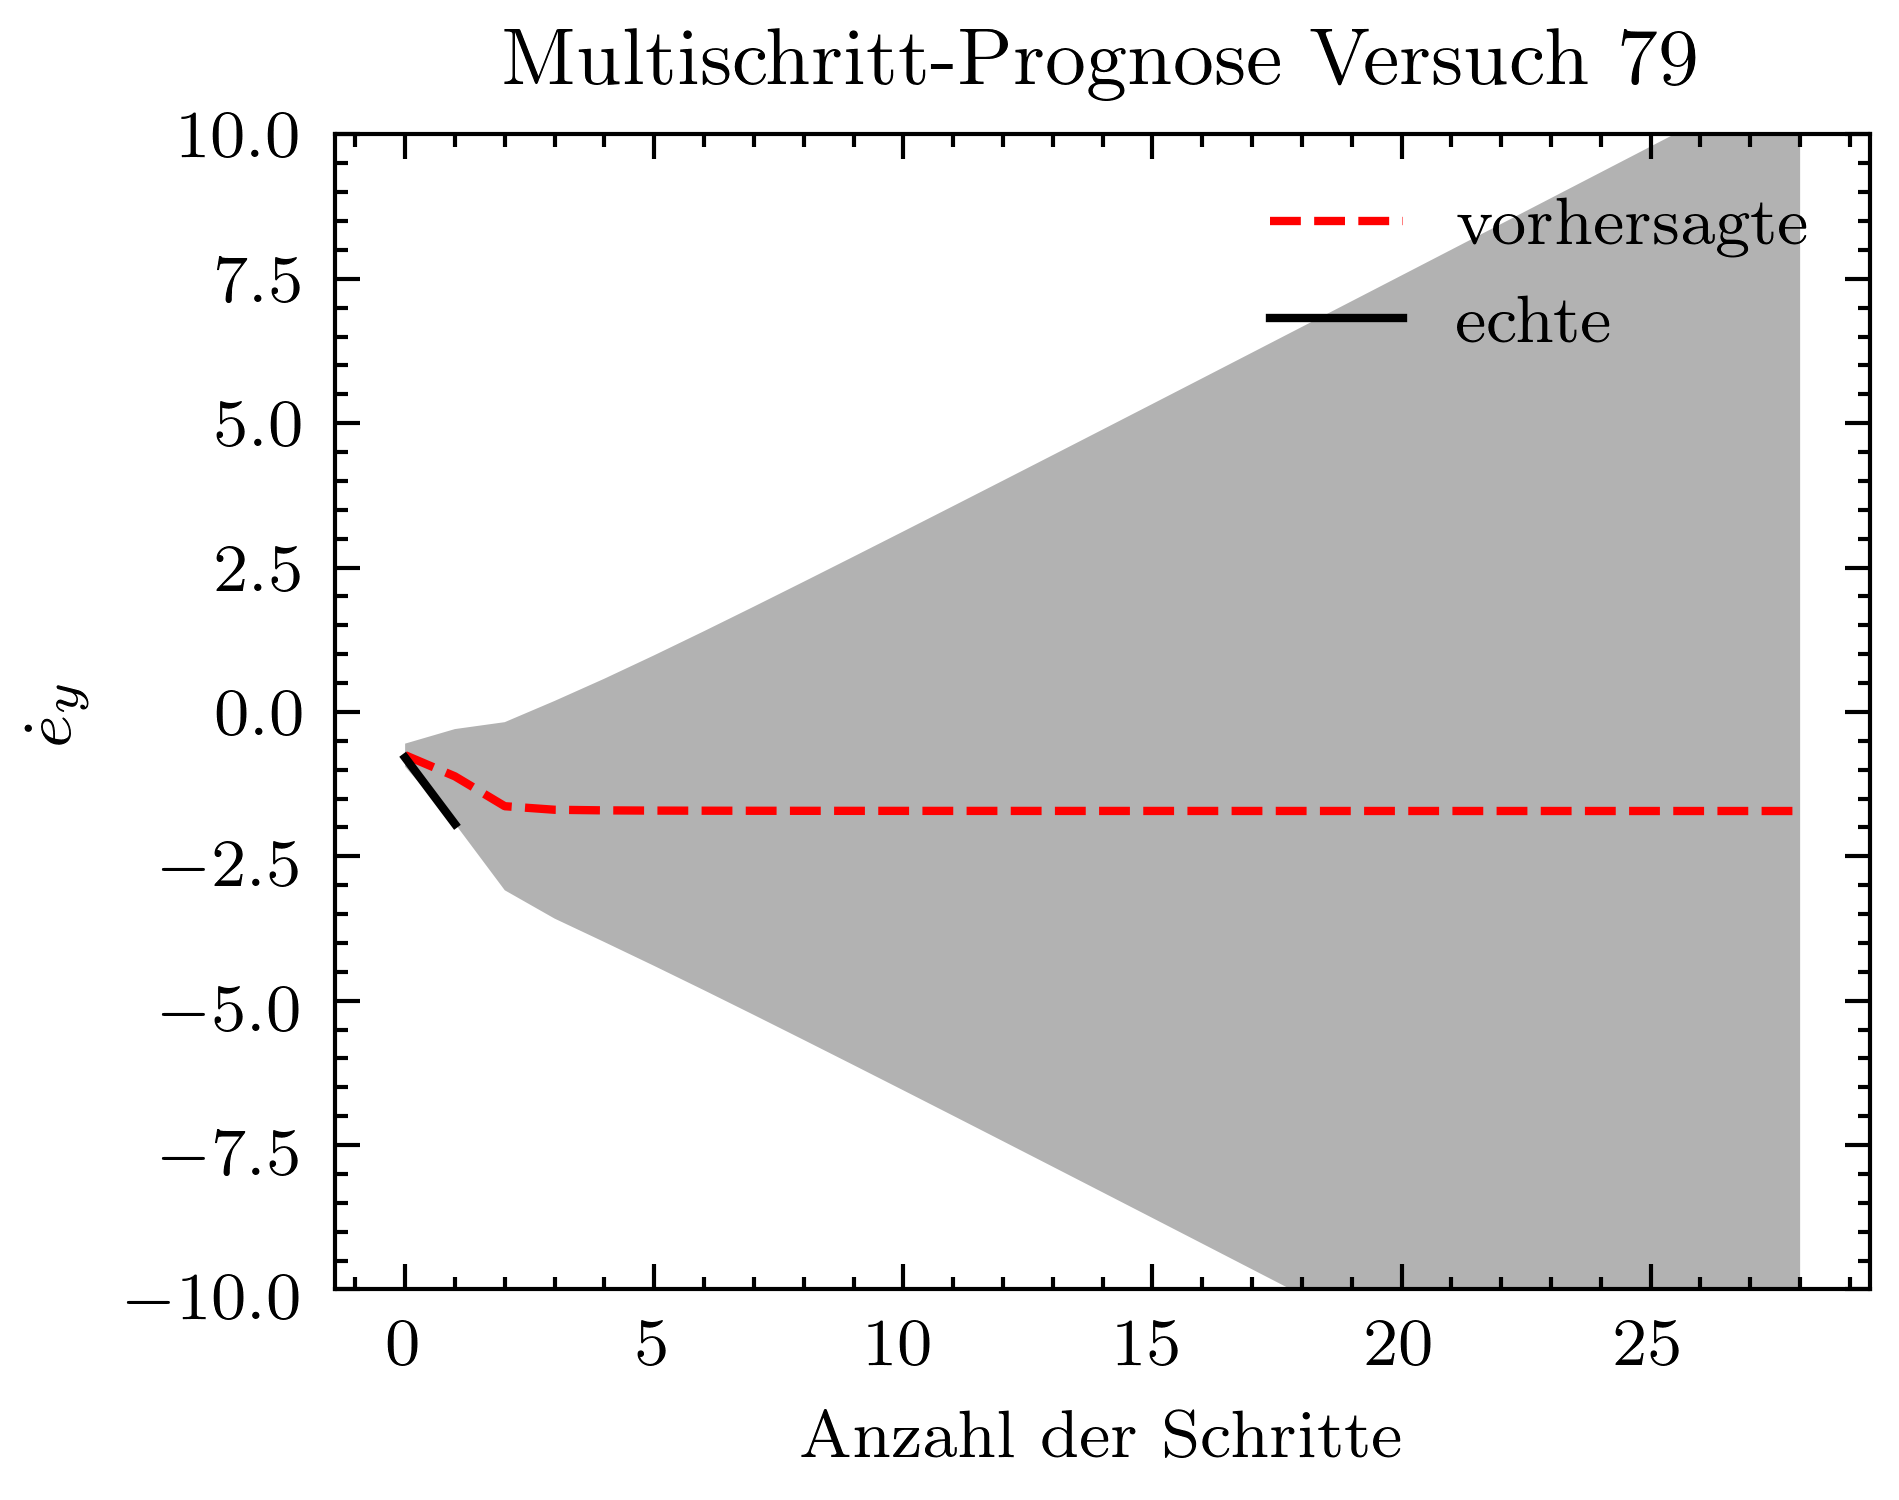 Multischritt-Prognose Versuch 79
10.0
7.5
5.0
2.5
0.0
−2.5
−5.0
−7.5
−10.0
ė_y
vorhersagte
echte
0 5 10 15 20 25
Anzahl der Schritte